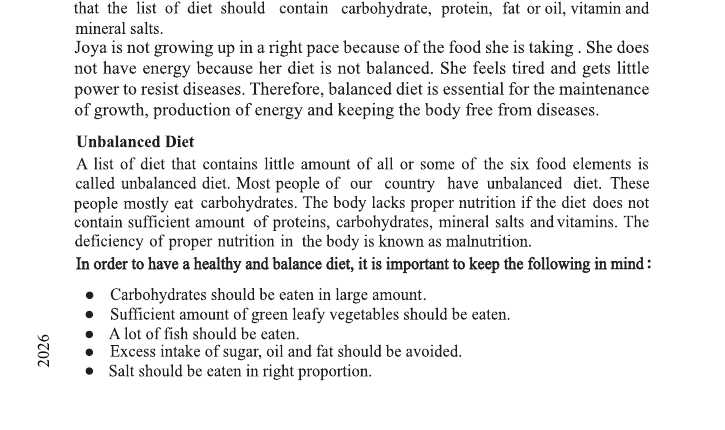 that the list of diet should contain carbohydrate, protein, fat or oil, vitamin and
mineral salts.
Joya is not growing up in a right pace because of the food she is taking . She does
not have energy because her diet is not balanced. She feels tired and gets little
power to resist diseases. Therefore, balanced diet is essential for the maintenance
of growth, production of energy and keeping the body free from diseases.
Unbalanced Diet
A list of diet that contains little amount of all or some of the six food elements is
called unbalanced diet. Most people of our country have unbalanced diet. These
people mostly eat carbohydrates. The body lacks proper nutrition if the diet does not
contain sufficient amount of proteins, carbohydrates, mineral salts and vitamins. The
deficiency of proper nutrition in the body is known as malnutrition.
In order to have a healthy and balance diet, it is important to keep the following in mind :
● Carbohydrates should be eaten in large amount.
● Sufficient amount of green leafy vegetables should be eaten.
● A lot of fish should be eaten.
● Excess intake of sugar, oil and fat should be avoided.
● Salt should be eaten in right proportion.
2026